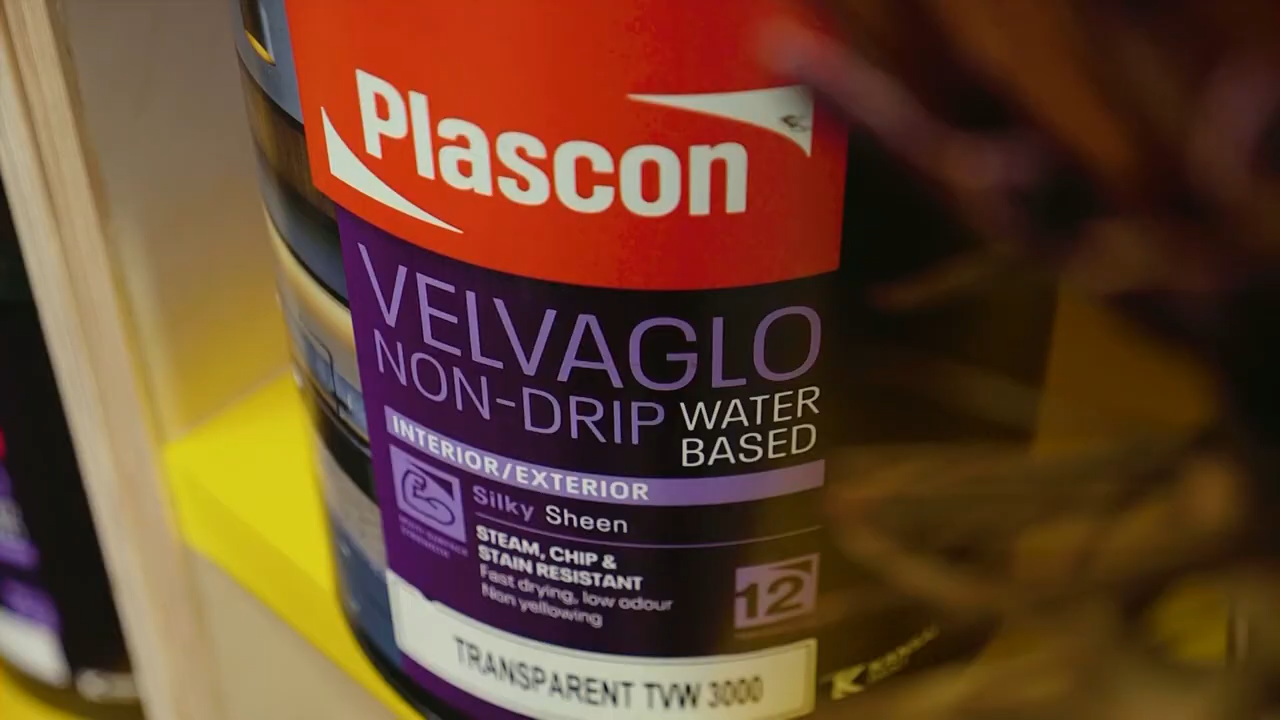 Plascon
VELVAGLO
NON-DRIP WATER
BASED
INTERIOR/EXTERIOR
Silky Sheen
STEAM, CHIP &
STAIN RESISTANT
Fast drying, low odour
Non yellowing
12
TRANSPARENT TVW 3000